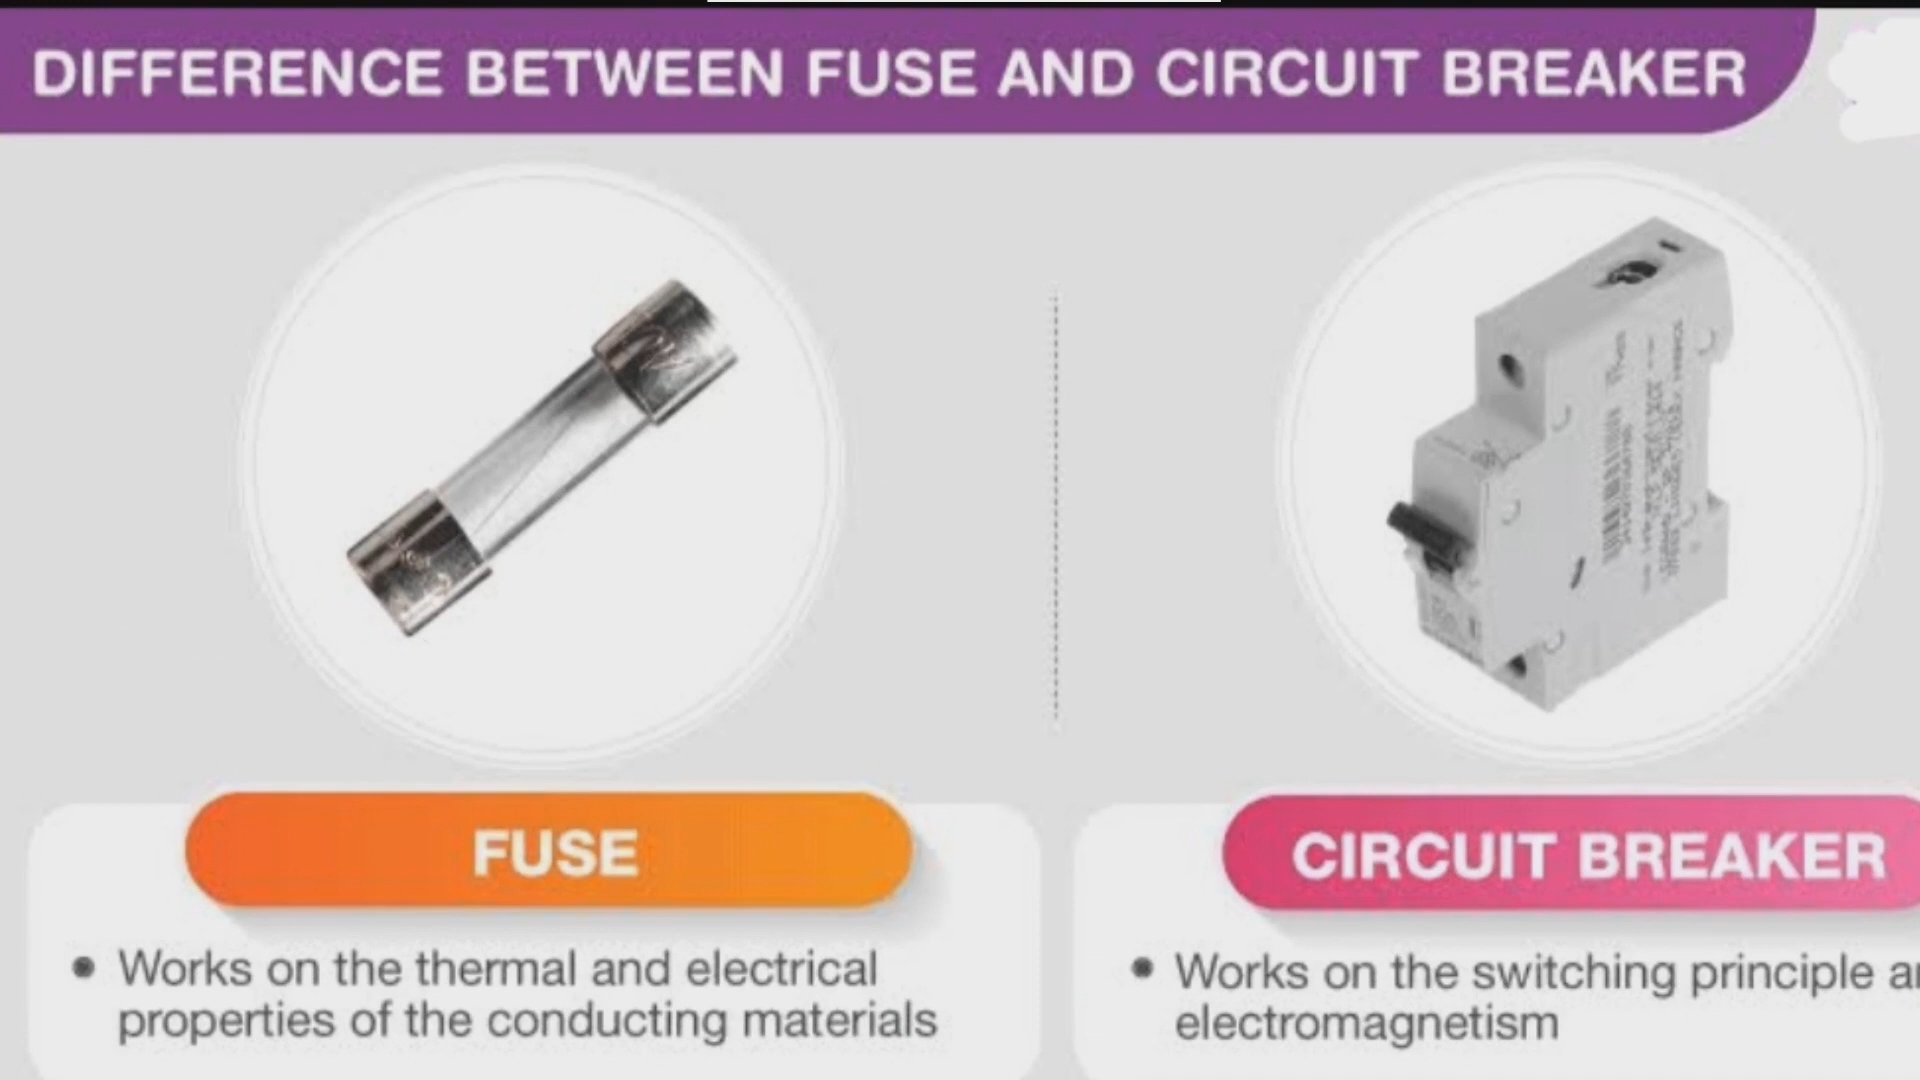 DIFFERENCE BETWEEN FUSE AND CIRCUIT BREAKER
FUSE
• Works on the thermal and electrical
properties of the conducting materials
CIRCUIT BREAKER
• Works on the switching principle
electromagnetism